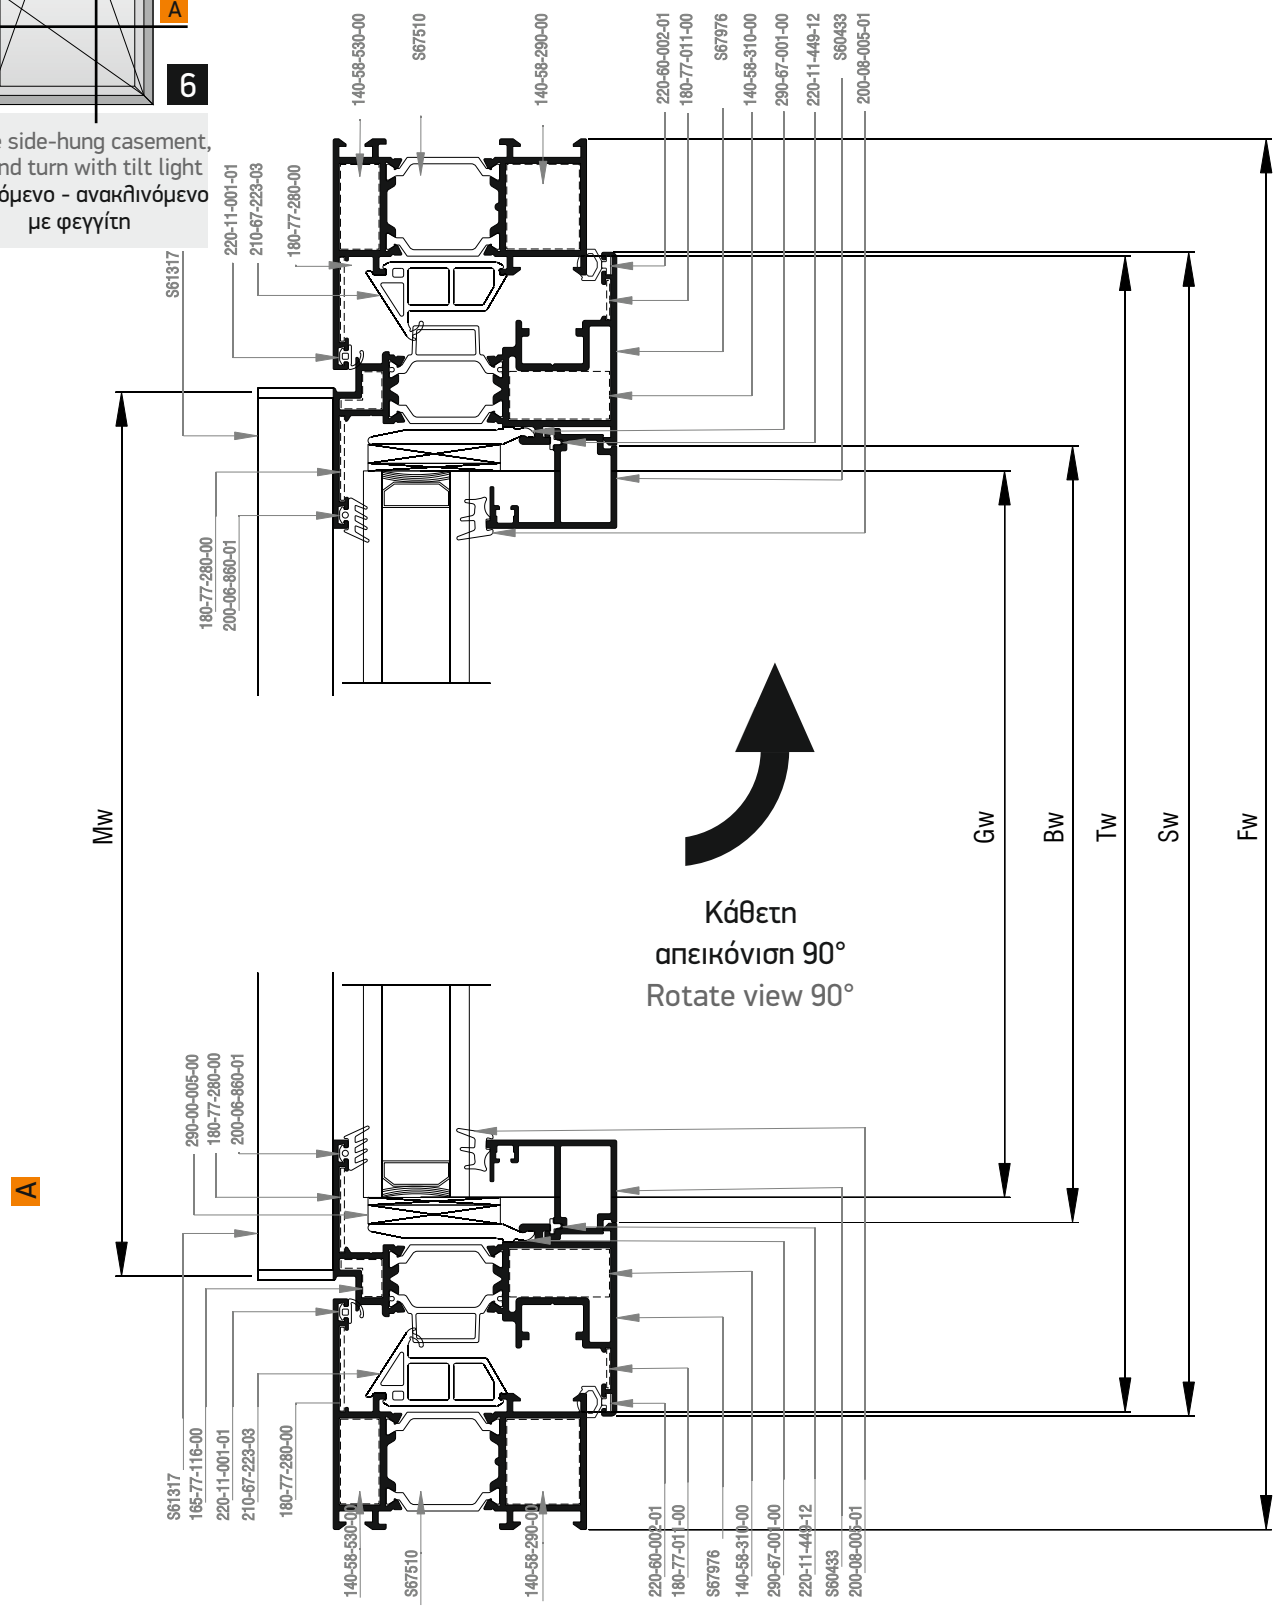 A
6
side-hung casement,
nd turn with tilt light
όμενο - ανακλινόμενο
με φεγγίτη
140-58-530-00
S67510
140-58-290-00
220-60-002-01
180-77-011-00
S67976
140-58-310-00
290-67-001-00
220-11-449-12
S60433
200-08-005-01
S61317
220-11-001-01
210-67-223-03
180-77-280-00
180-77-280-00
200-06-860-01
Mw
Gw
Bw
Tw
Sw
Fw
Κάθετη
απεικόνιση 90°
Rotate view 90°
290-00-005-00
180-77-280-00
200-06-860-01
A
S61317
165-77-116-00
220-11-001-01
210-67-223-03
180-77-280-00
140-58-530-00
S67510
140-58-290-00
220-60-002-01
180-77-011-00
S67976
140-58-310-00
290-67-001-00
220-11-449-12
S60433
200-08-005-01